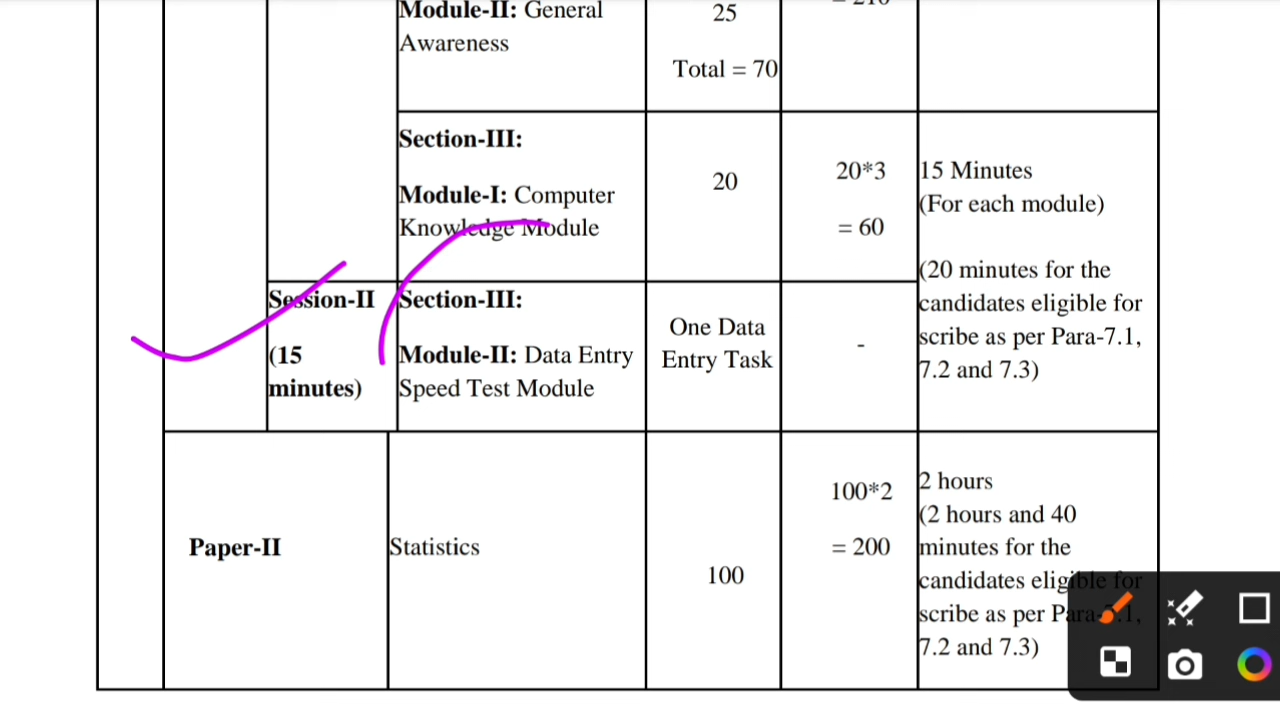 Module-II: General
Awareness
25
Total = 70
Section-III:
Module-I: Computer
Knowledge Module
20
20*3
= 60
15 Minutes
(For each module)
(20 minutes for the
candidates eligible for
scribe as per Para-7.1,
7.2 and 7.3)
Session-II
(15
minutes)
Section-III:
Module-II: Data Entry
Speed Test Module
One Data
Entry Task
-
Paper-II
Statistics
100
100*2
= 200
2 hours
(2 hours and 40
minutes for the
candidates eligible for
scribe as per Para-7.1,
7.2 and 7.3)